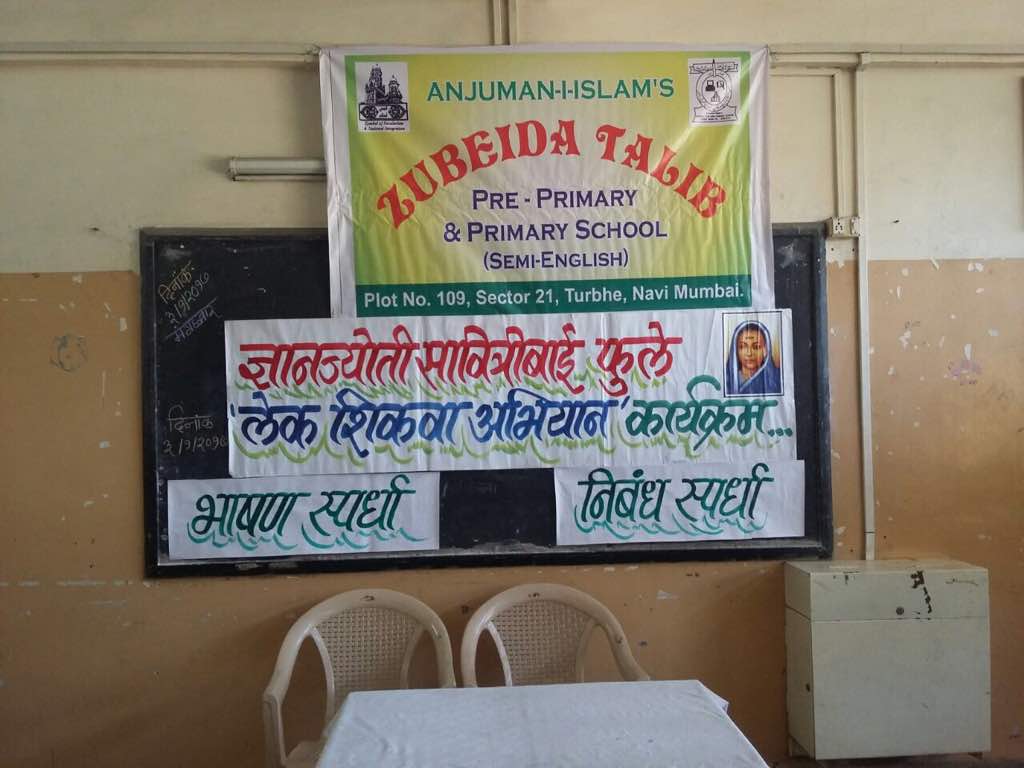 ANJUMAN-I-ISLAM'S
ZUBEIDA TALIB
PRE - PRIMARY
& PRIMARY SCHOOL
(SEMI-ENGLISH)
Plot No. 109, Sector 21, Turbhe, Navi Mumbai.
ज्ञानज्योती सावित्रीबाई फुले
'लेक शिकवा अभियान' कार्यक्रम...
भाषण स्पर्धा
निबंध स्पर्धा
दिनांक
दिनांक